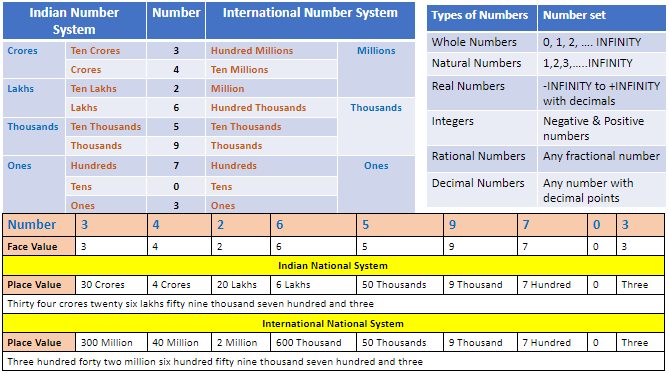 Indian Number System Number International Number System
Crores Ten Crores 3 Hundred Millions Millions
Crores 4 Ten Millions
Lakhs Ten Lakhs 2 Million
Lakhs 6 Hundred Thousands Thousands
Thousands Ten Thousands 5 Ten Thousands
Thousands 9 Thousands
Ones Hundreds 7 Hundreds Ones
Tens 0 Tens
Ones 3 Ones
Types of Numbers Number set
Whole Numbers 0, 1, 2, .... INFINITY
Natural Numbers 1,2,3,.....INFINITY
Real Numbers -INFINITY to +INFINITY with decimals
Integers Negative & Positive numbers
Rational Numbers Any fractional number
Decimal Numbers Any number with decimal points
Number 3 4 2 6 5 9 7 0 3
Face Value 3 4 2 6 5 9 7 0 3
Indian National System
Place Value 30 Crores 4 Crores 20 Lakhs 6 Lakhs 50 Thousands 9 Thousand 7 Hundred 0 Three
Thirty four crores twenty six lakhs fifty nine thousand seven hundred and three
International National System
Place Value 300 Million 40 Million 2 Million 600 Thousand 50 Thousands 9 Thousand 7 Hundred 0 Three
Three hundred forty two million six hundred fifty nine thousand seven hundred and three